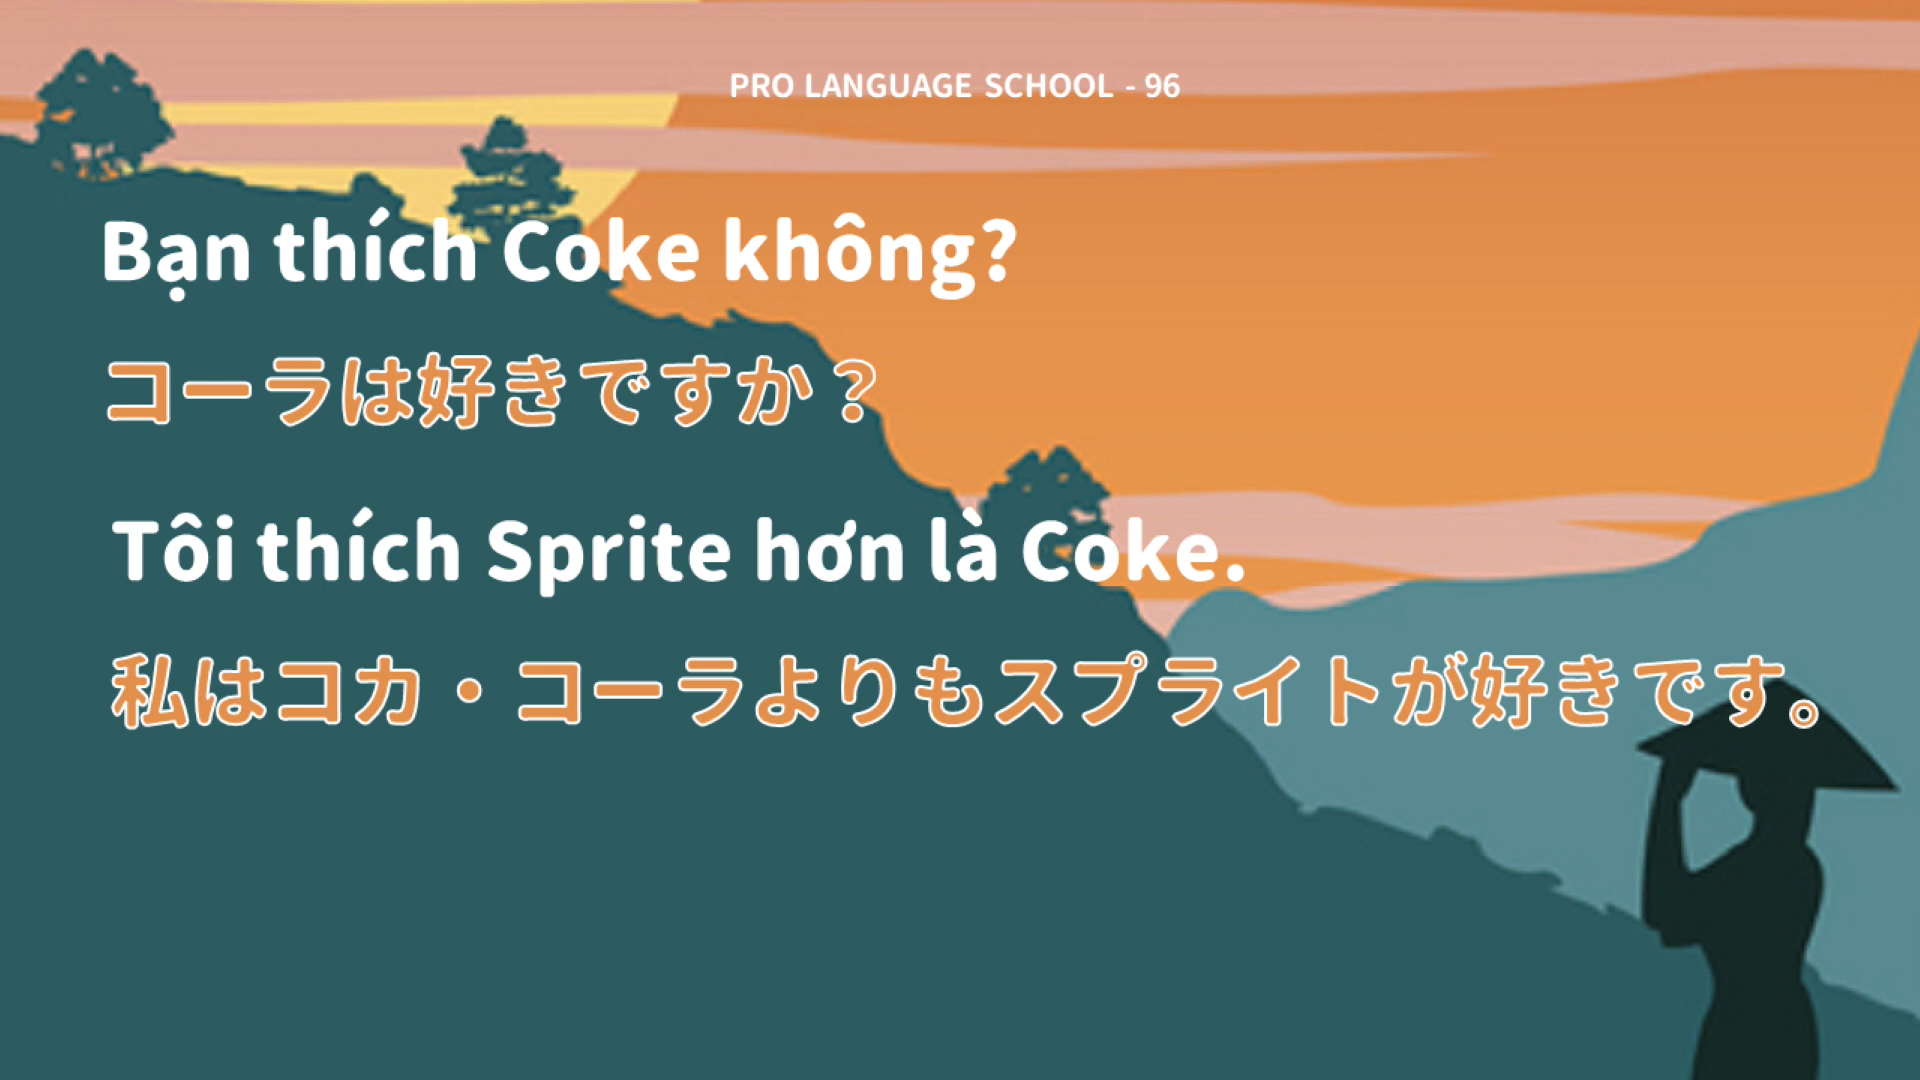 PRO LANGUAGE SCHOOL - 96
Bạn thích Coke không?
コーラは好きですか？
Tôi thích Sprite hơn là Coke.
私はコカ・コーラよりもスプライトが好きです。